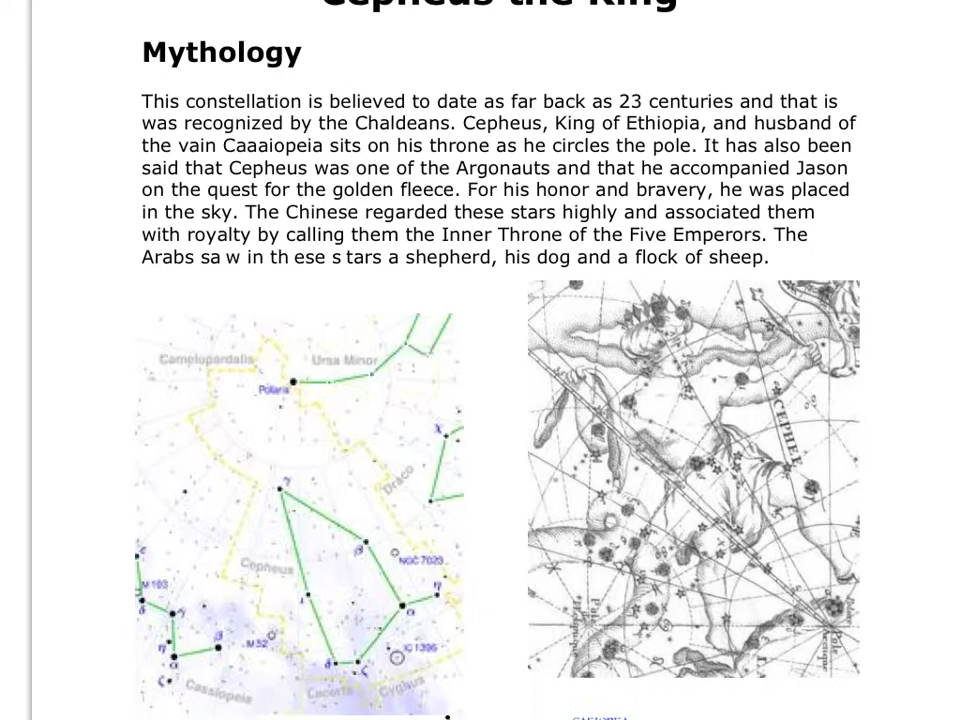 Cepheus the King
Mythology
This constellation is believed to date as far back as 23 centuries and that is
was recognized by the Chaldeans. Cepheus, King of Ethiopia, and husband of
the vain Caaaiopeia sits on his throne as he circles the pole. It has also been
said that Cepheus was one of the Argonauts and that he accompanied Jason
on the quest for the golden fleece. For his honor and bravery, he was placed
in the sky. The Chinese regarded these stars highly and associated them
with royalty by calling them the Inner Throne of the Five Emperors. The
Arabs sa w in th ese s tars a shepherd, his dog and a flock of sheep.
Camelopardalis
Ursa Minor
Polaris
χ
Draco
γ
β
NGC 7023
Cepheus
η
ε
M 103
ι
α
δ
γ
β
M 52
IC 1396
η
α
δ
ζ
ζ
Cassiopeia
Lacerta
Cygnus
CEPHEE
Pole